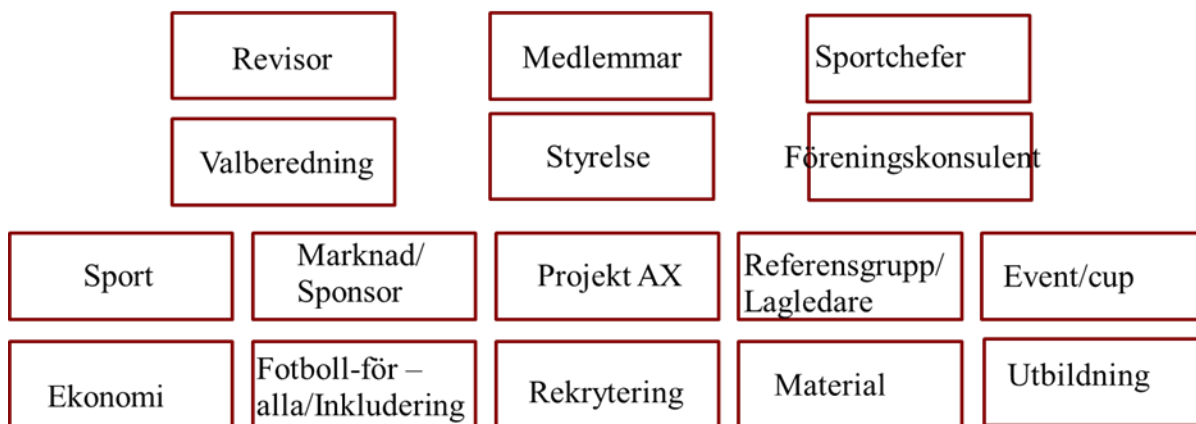 Revisor
Medlemmar
Sportchefer
Valberedning
Styrelse
Föreningskonsulent
Sport
Marknad/
Sponsor
Projekt AX
Referensgrupp/
Lagledare
Event/cup
Ekonomi
Fotboll-för –
alla/Inkludering
Rekrytering
Material
Utbildning